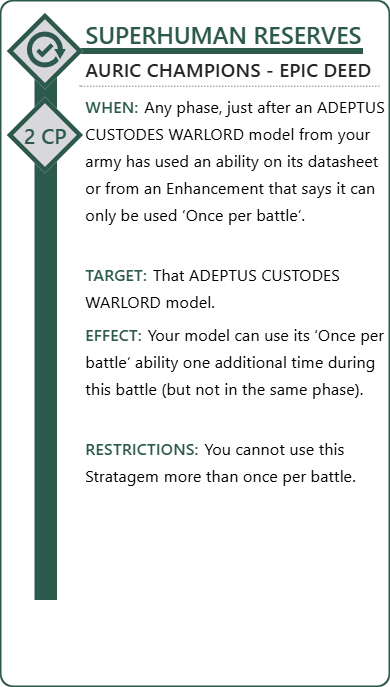 SUPERHUMAN RESERVES
AURIC CHAMPIONS - EPIC DEED
2 CP
WHEN: Any phase, just after an ADEPTUS
CUSTODES WARLORD model from your
army has used an ability on its datasheet
or from an Enhancement that says it can
only be used ‘Once per battle’.
TARGET: That ADEPTUS CUSTODES
WARLORD model.
EFFECT: Your model can use its ‘Once per
battle’ ability one additional time during
this battle (but not in the same phase).
RESTRICTIONS: You cannot use this
Stratagem more than once per battle.